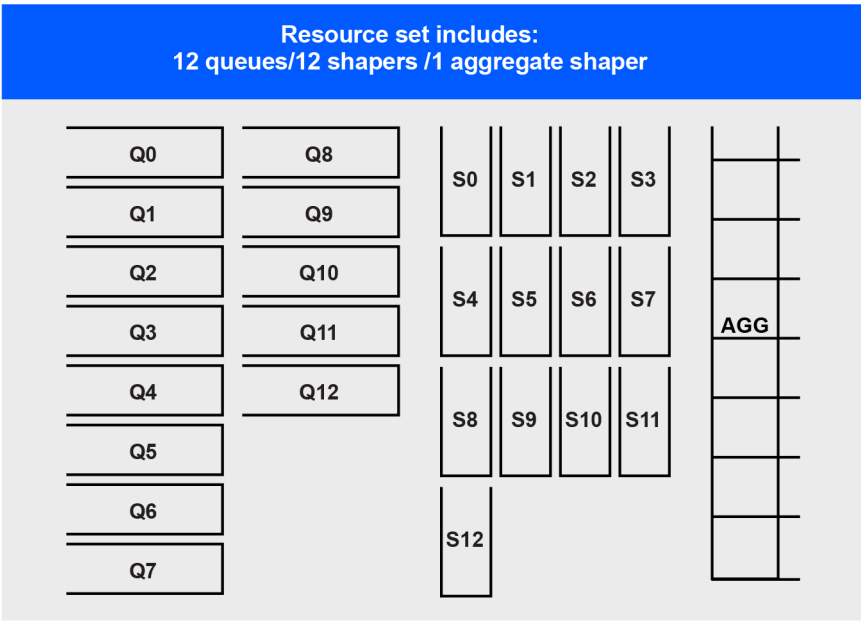 Resource set includes:
12 queues/12 shapers /1 aggregate shaper
Q0
Q8
Q1
Q9
Q2
Q10
Q3
Q11
Q4
Q12
Q5
Q6
Q7
S0 S1 S2 S3
S4 S5 S6 S7
S8 S9 S10 S11
S12
AGG